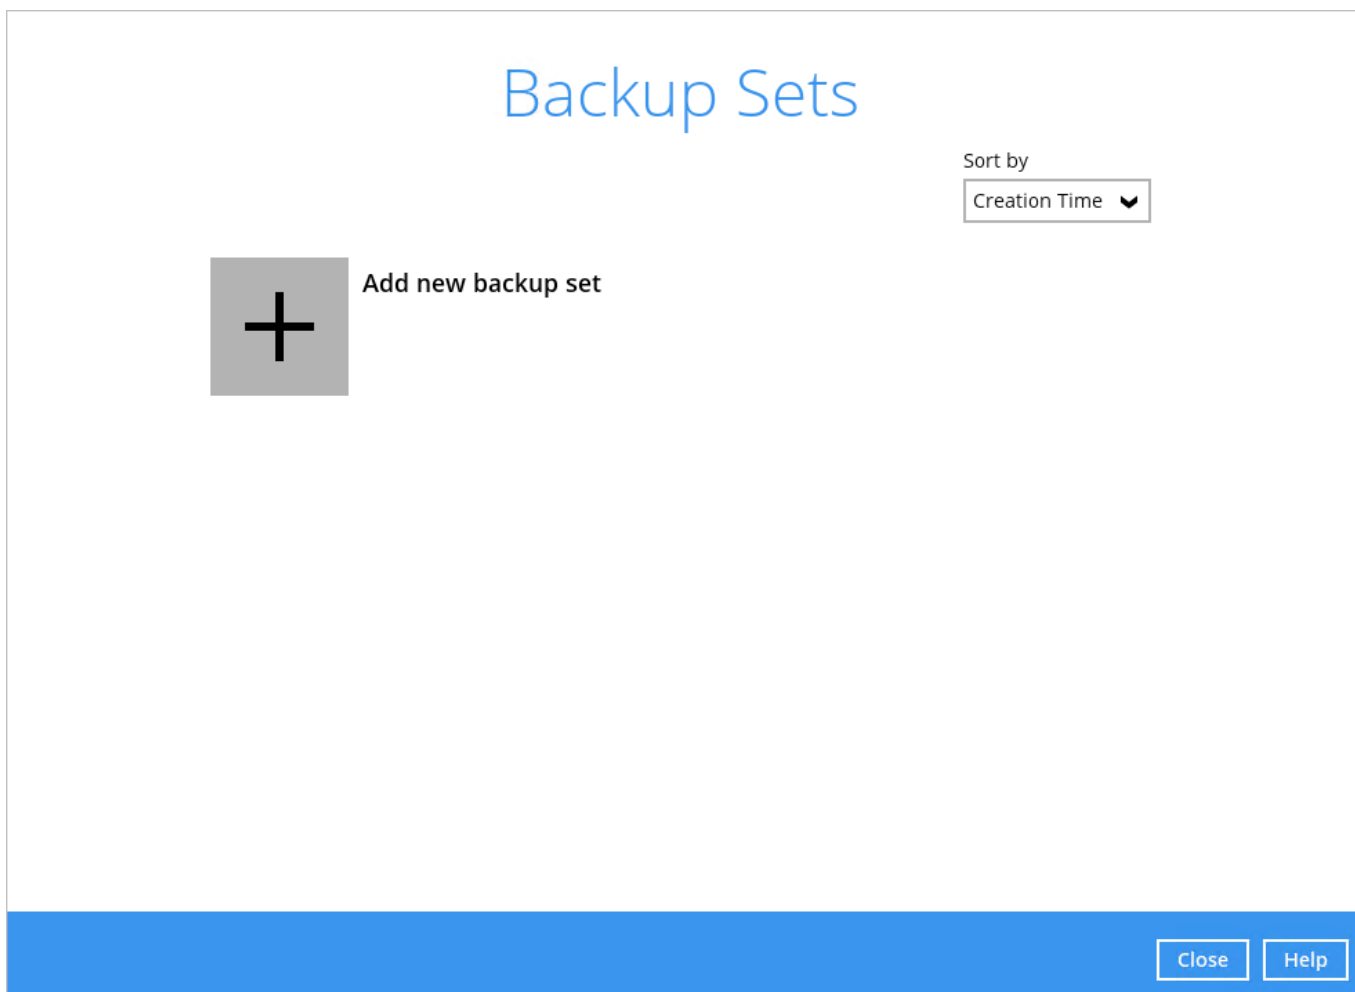 Backup Sets
Sort by
Creation Time
Add new backup set
Close
Help